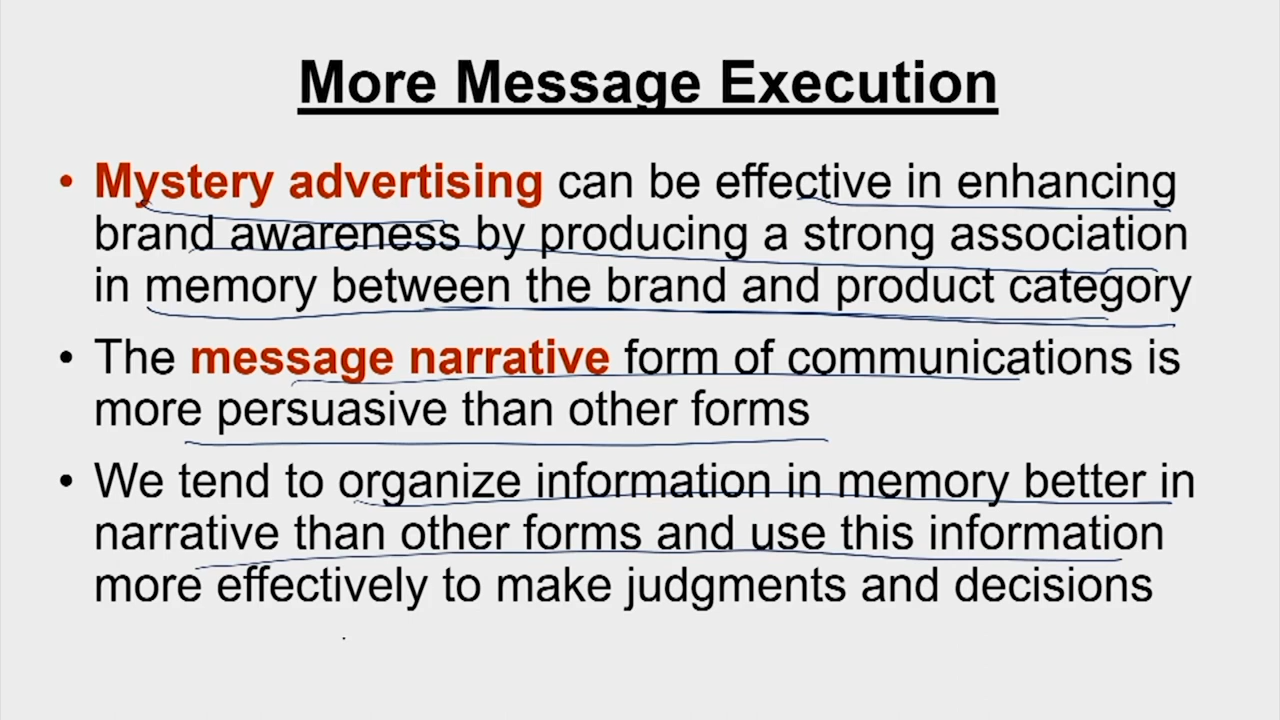 More Message Execution
• Mystery advertising can be effective in enhancing
brand awareness by producing a strong association
in memory between the brand and product category
• The message narrative form of communications is
more persuasive than other forms
• We tend to organize information in memory better in
narrative than other forms and use this information
more effectively to make judgments and decisions